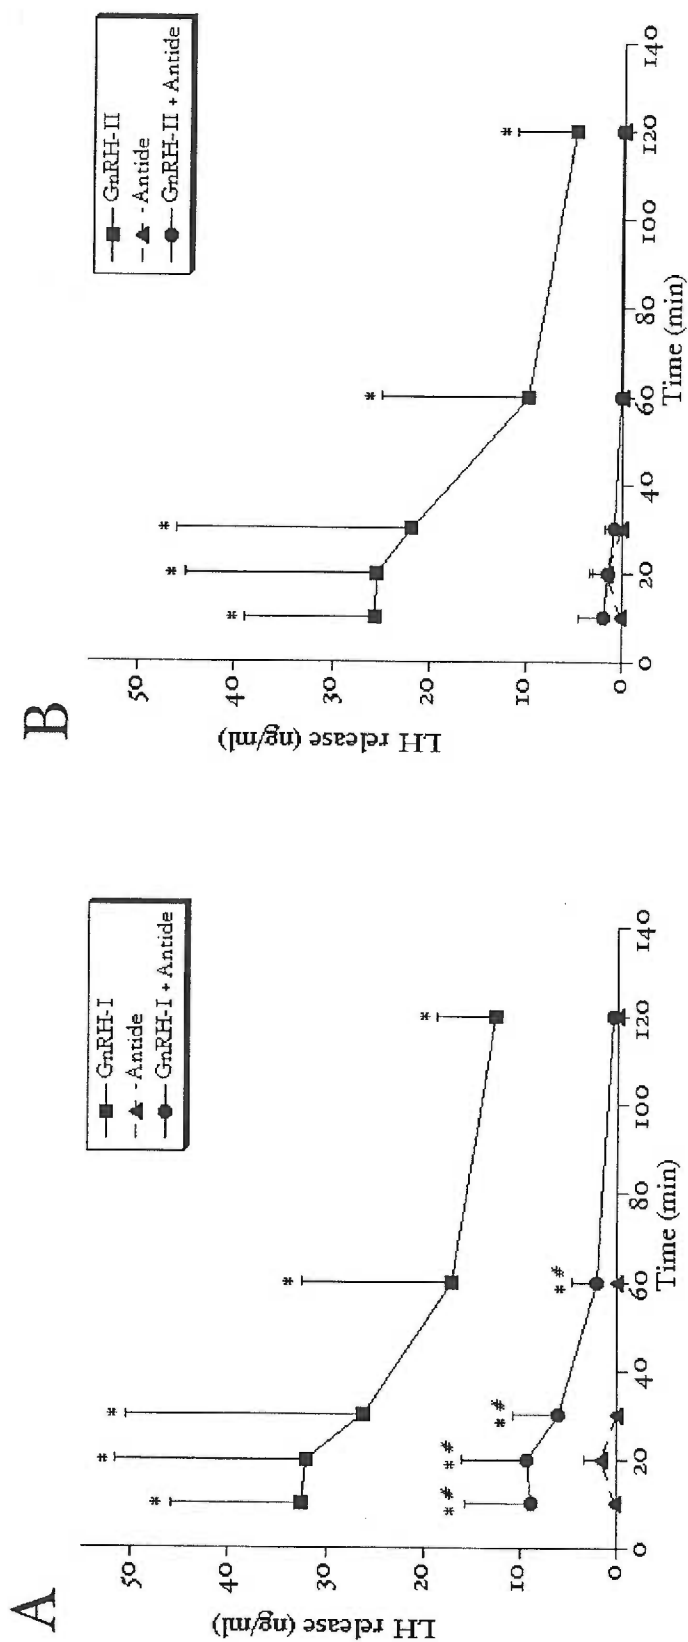 A
GnRH-I
-Antide
GnRH-I + Antide
LH release (ng/ml)
50
40
30
20
10
0
* * * * *
*# *# *# *#
0 20 40 60 80 100 120 140
Time (min)
B
GnRH-II
-Antide
GnRH-II + Antide
LH release (ng/ml)
50
40
30
20
10
0
* * * * *
0 20 40 60 80 100 120 140
Time (min)